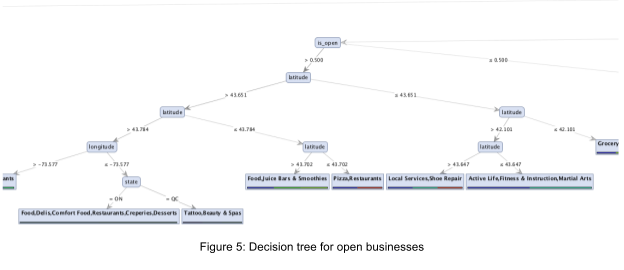 is_open
> 0.500
≤ 0.500
latitude
> 43.651
≤ 43.651
latitude
latitude
> 43.784
≤ 43.784
> 42.101
≤ 42.101
longitude
latitude
latitude
Grocery
> -73.577
≤ -73.577
> 43.702
≤ 43.702
> 43.647
≤ 43.647
ants
state
Food,Juice Bars & Smoothies
Pizza,Restaurants
Local Services,Shoe Repair
Active Life,Fitness & Instruction,Martial Arts
= ON
= QC
Food,Delis,Comfort Food,Restaurants,Creperies,Desserts
Tattoo,Beauty & Spas
Figure 5: Decision tree for open businesses